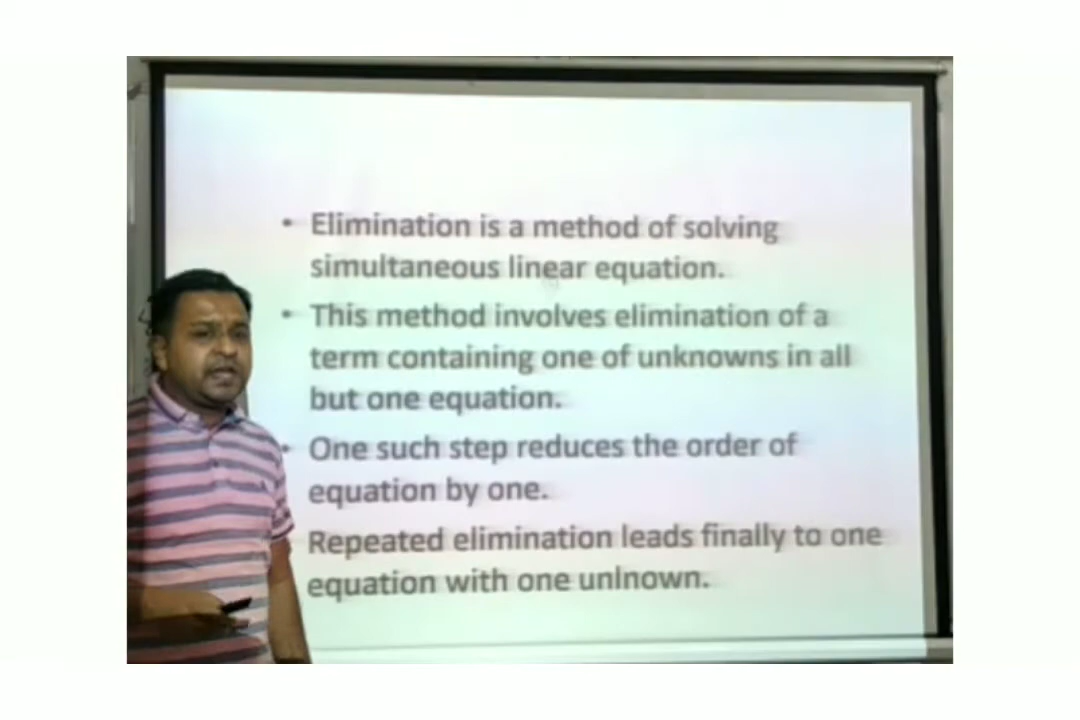 • Elimination is a method of solving
simultaneous linear equation.
• This method involves elimination of a
term containing one of unknowns in all
but one equation.
• One such step reduces the order of
equation by one.
Repeated elimination leads finally to one
equation with one unlnown.